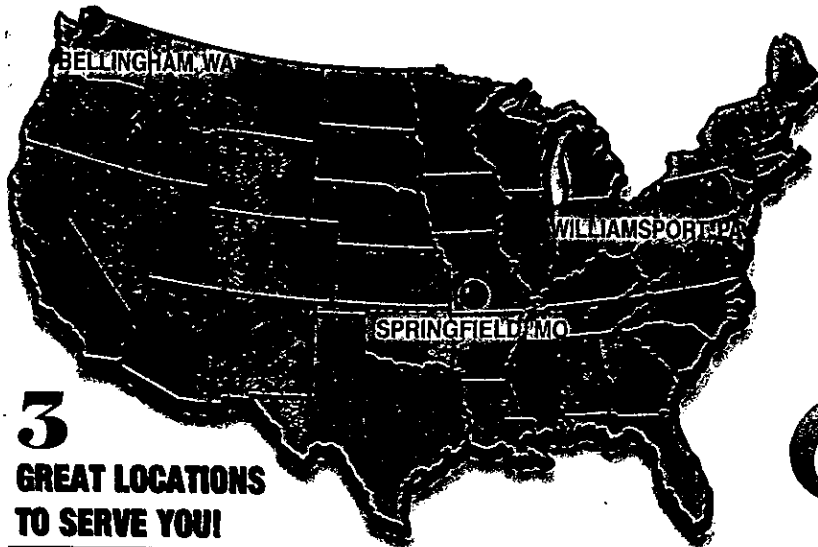 BELLINGHAM, WA
WILLIAMSPORT, PA
SPRINGFIELD, MO
3
GREAT LOCATIONS
TO SERVE YOU!